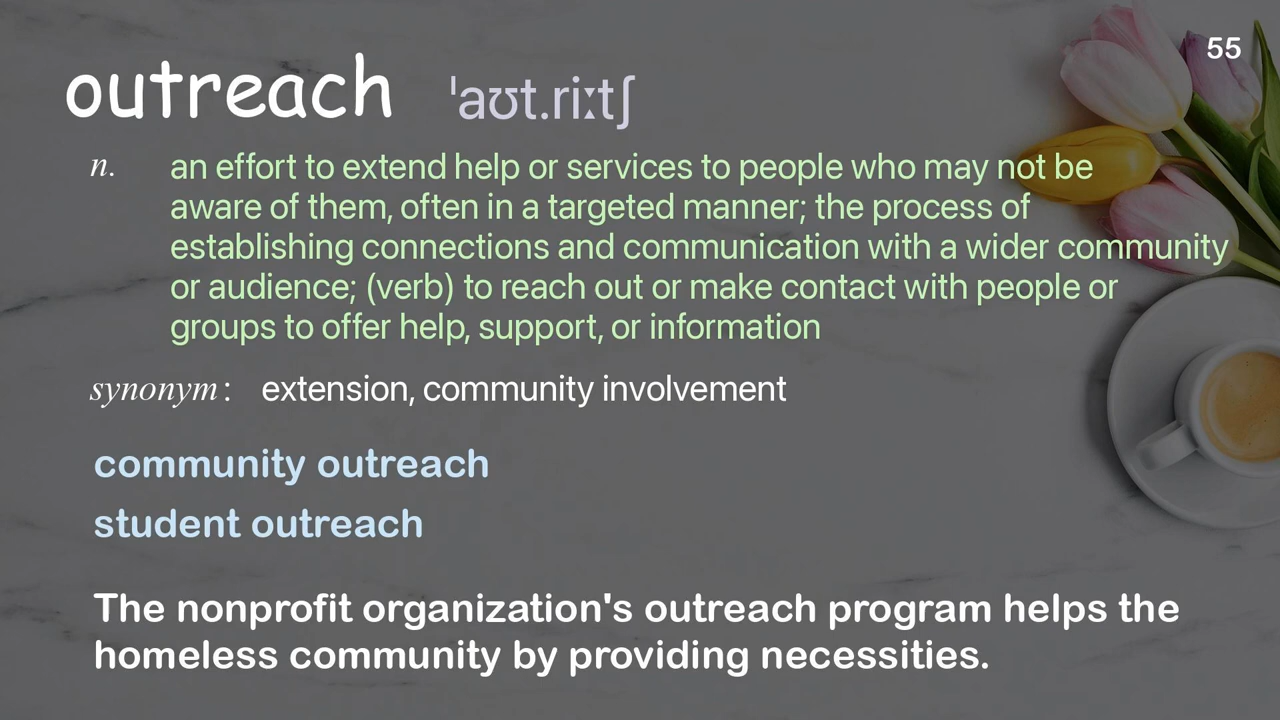 55
outreach ˈaʊt.riːtʃ
n. an effort to extend help or services to people who may not be
aware of them, often in a targeted manner; the process of
establishing connections and communication with a wider community
or audience; (verb) to reach out or make contact with people or
groups to offer help, support, or information
synonym: extension, community involvement
community outreach
student outreach
The nonprofit organization's outreach program helps the
homeless community by providing necessities.